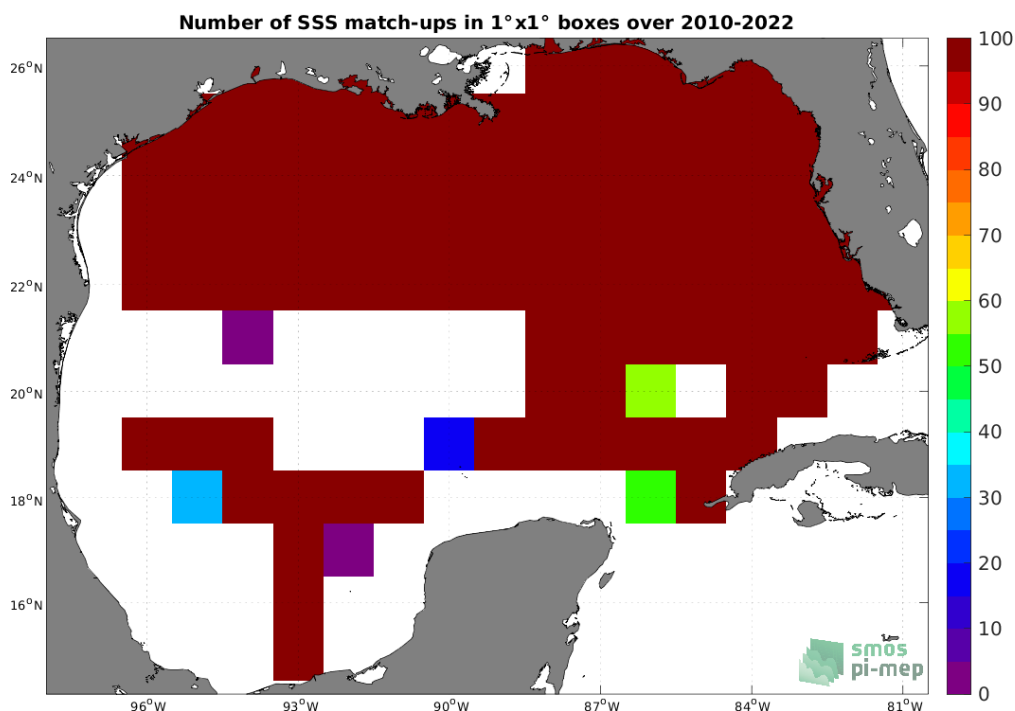 Number of SSS match-ups in 1°x1° boxes over 2010-2022
26°N
24°N
22°N
20°N
18°N
16°N
96°W
93°W
90°W
87°W
84°W
81°W
100
90
80
70
60
50
40
30
20
10
0
smos
pi-mep